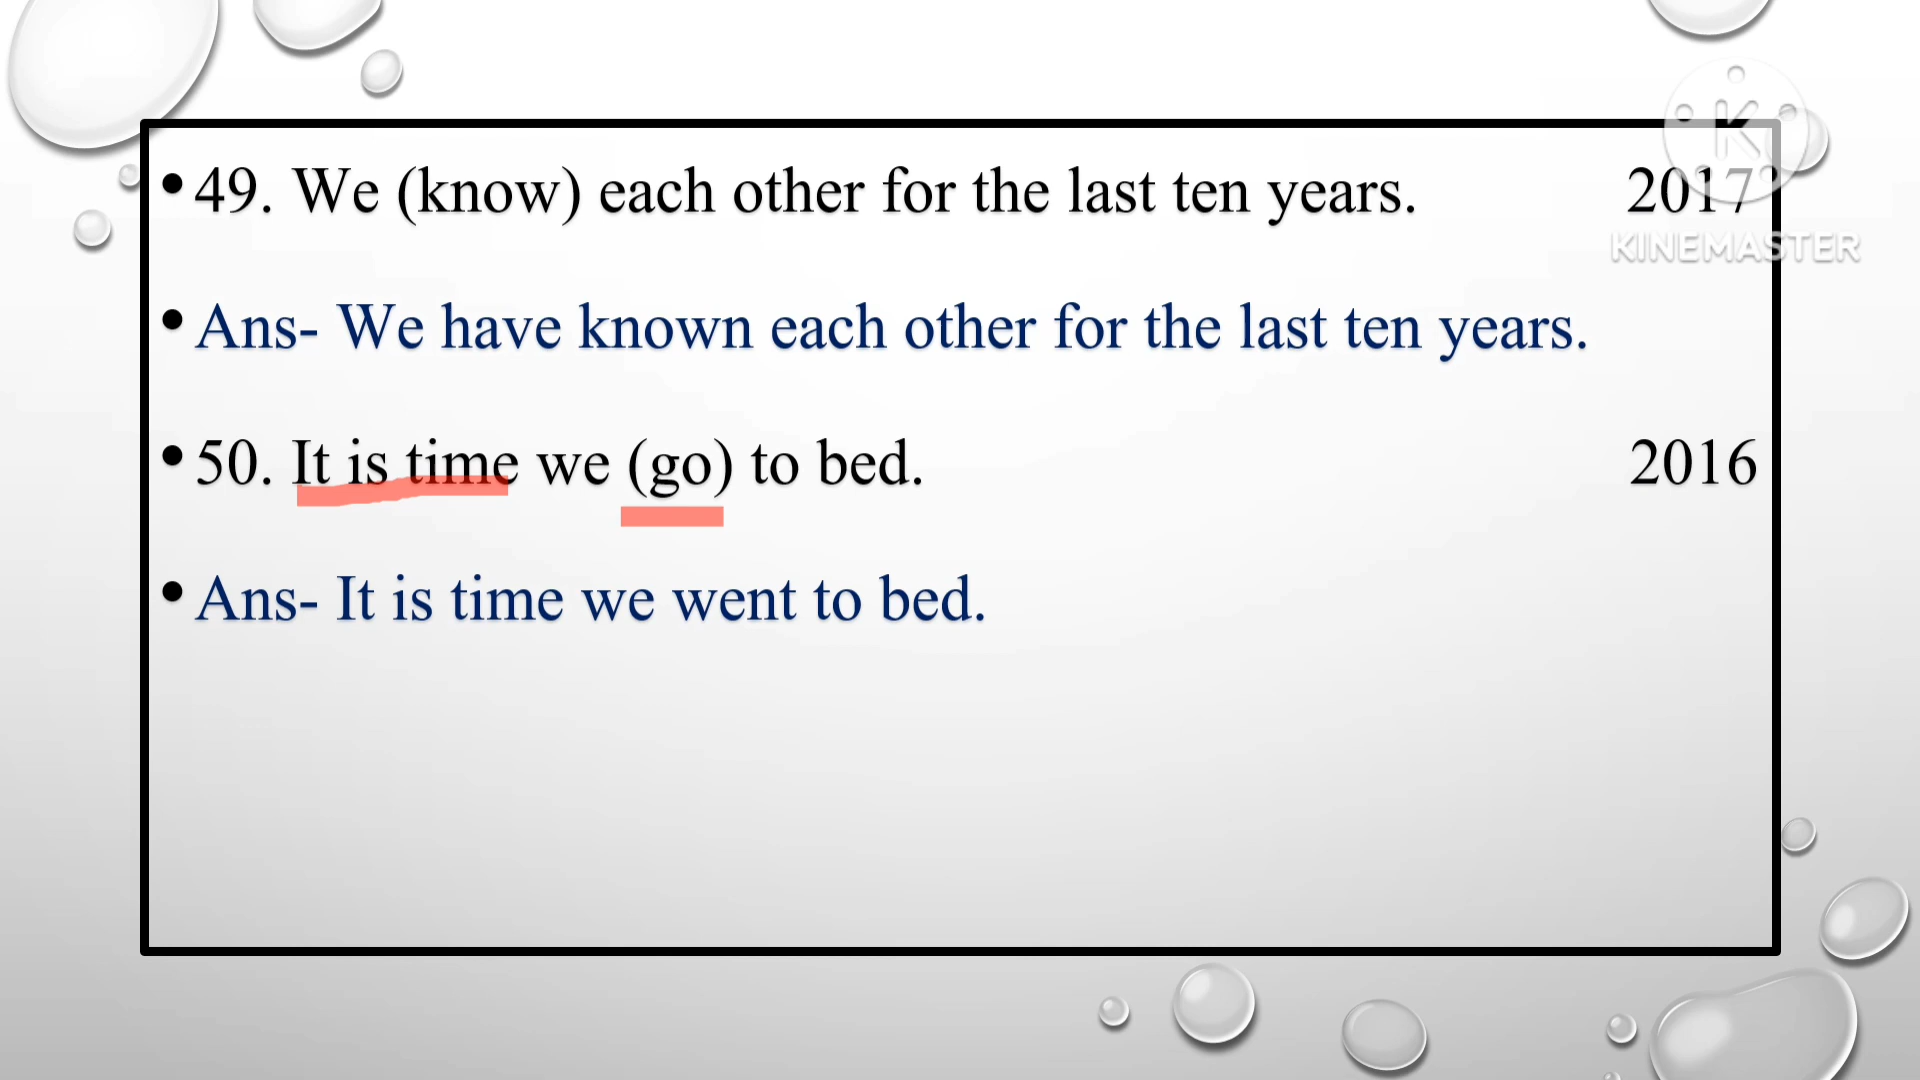 • 49. We (know) each other for the last ten years. 2017
KINEMASTER
• Ans- We have known each other for the last ten years.
• 50. It is time we (go) to bed. 2016
• Ans- It is time we went to bed.